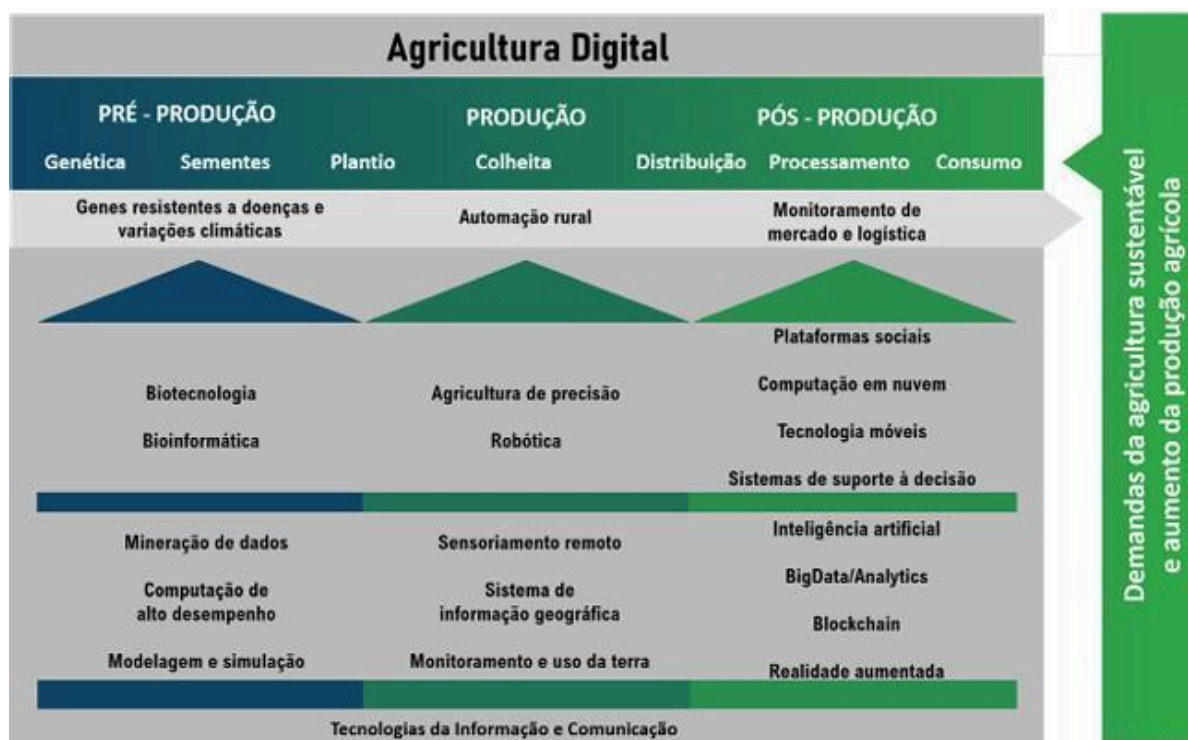 Agricultura Digital
PRÉ - PRODUÇÃO
PRODUÇÃO
PÓS - PRODUÇÃO
Genética
Sementes
Plantio
Colheita
Distribuição
Processamento
Consumo
Genes resistentes a doenças e
variações climáticas
Automação rural
Monitoramento de
mercado e logística
Biotecnologia
Bioinformática
Agricultura de precisão
Robótica
Plataformas sociais
Computação em nuvem
Tecnologia móveis
Sistemas de suporte à decisão
Mineração de dados
Computação de
alto desempenho
Modelagem e simulação
Sensoriamento remoto
Sistema de
informação geográfica
Monitoramento e uso da terra
Inteligência artificial
BigData/Analytics
Blockchain
Realidade aumentada
Tecnologias da Informação e Comunicação
Demandas da agricultura sustentável
e aumento da produção agrícola